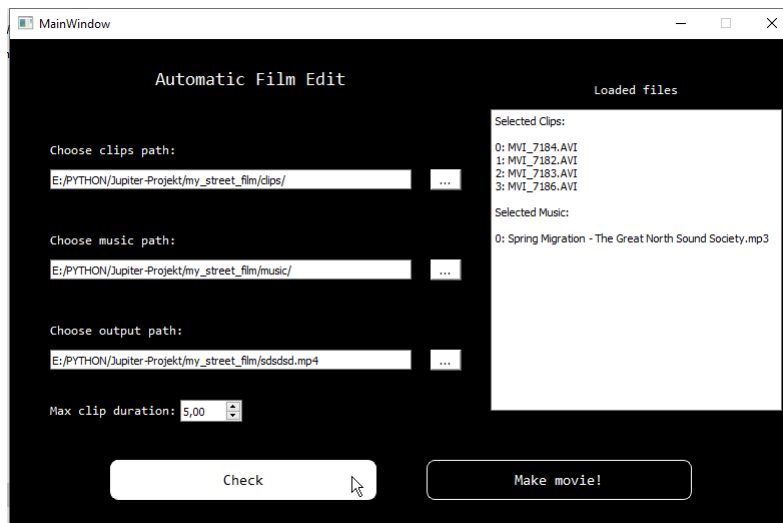 MainWindow
Automatic Film Edit
Loaded files
Choose clips path:
E:/PYTHON/Jupiter-Projekt/my_street_film/clips/
...
Choose music path:
E:/PYTHON/Jupiter-Projekt/my_street_film/music/
...
Choose output path:
E:/PYTHON/Jupiter-Projekt/my_street_film/sdsdsd.mp4
...
Max clip duration: 5,00
Selected Clips:
0: MVI_7184.AVI
1: MVI_7182.AVI
2: MVI_7183.AVI
3: MVI_7186.AVI
Selected Music:
0: Spring Migration - The Great North Sound Society.mp3
Check
Make movie!